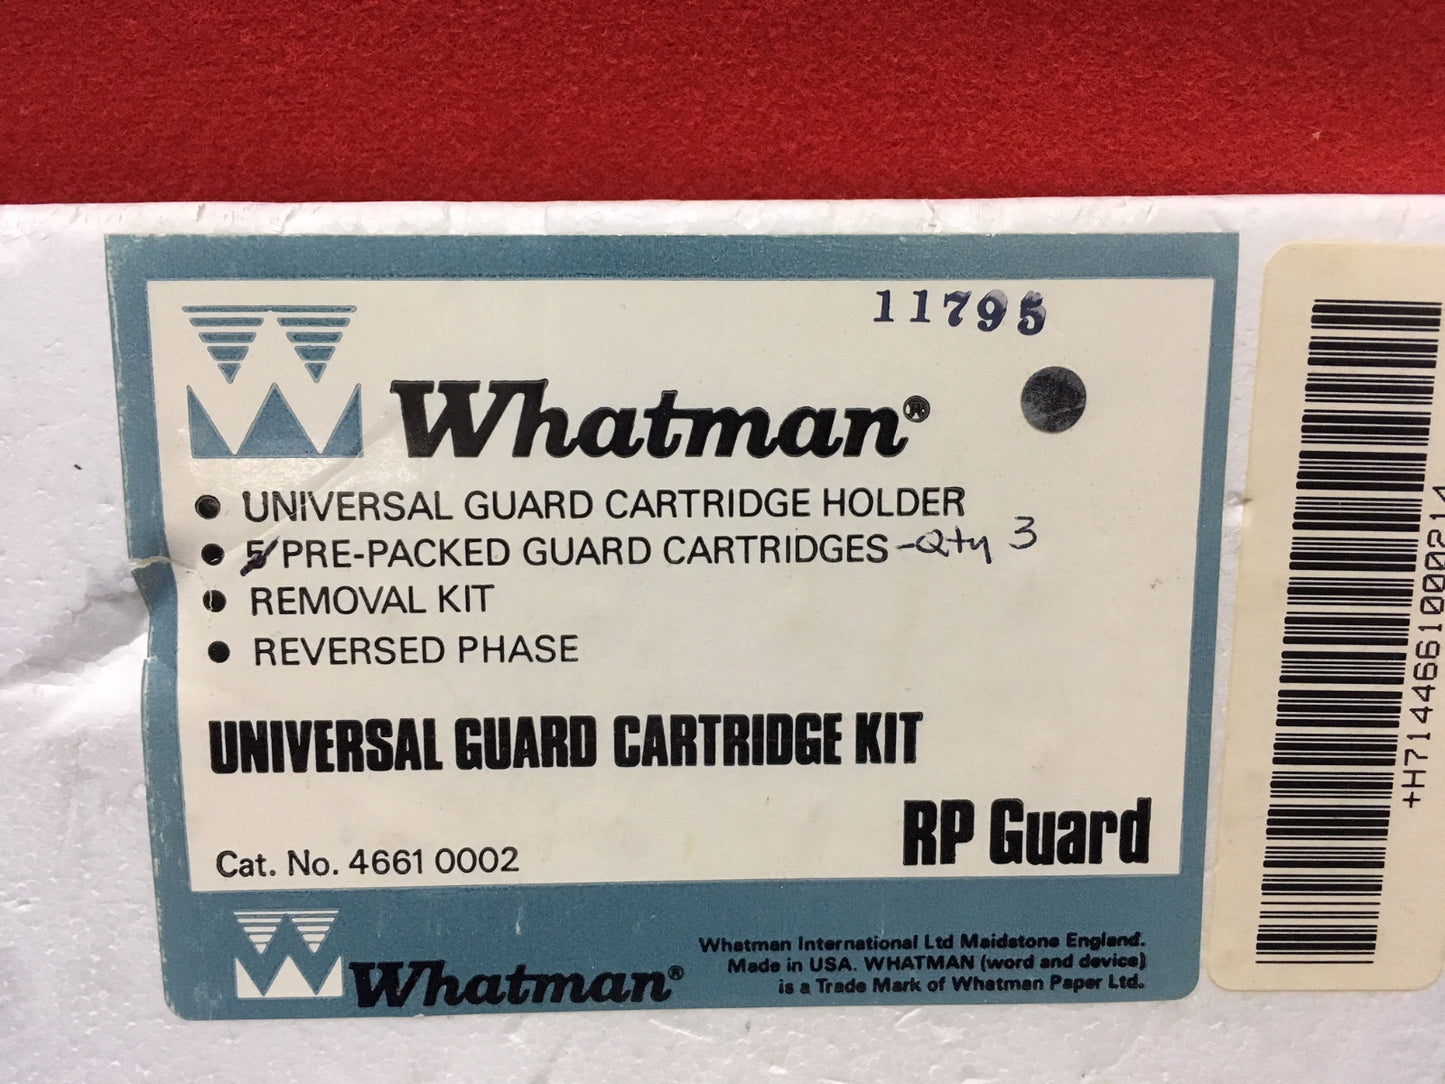 11795
Whatman®
• UNIVERSAL GUARD CARTRIDGE HOLDER
• 5/PRE-PACKED GUARD CARTRIDGES -Qty 3
• REMOVAL KIT
• REVERSED PHASE
UNIVERSAL GUARD CARTRIDGE KIT
RP Guard
Cat. No. 4661 0002
Whatman®
Whatman International Ltd Maidstone England.
Made in USA. WHATMAN (word and device)
is a Trade Mark of Whatman Paper Ltd.
+H714466100021